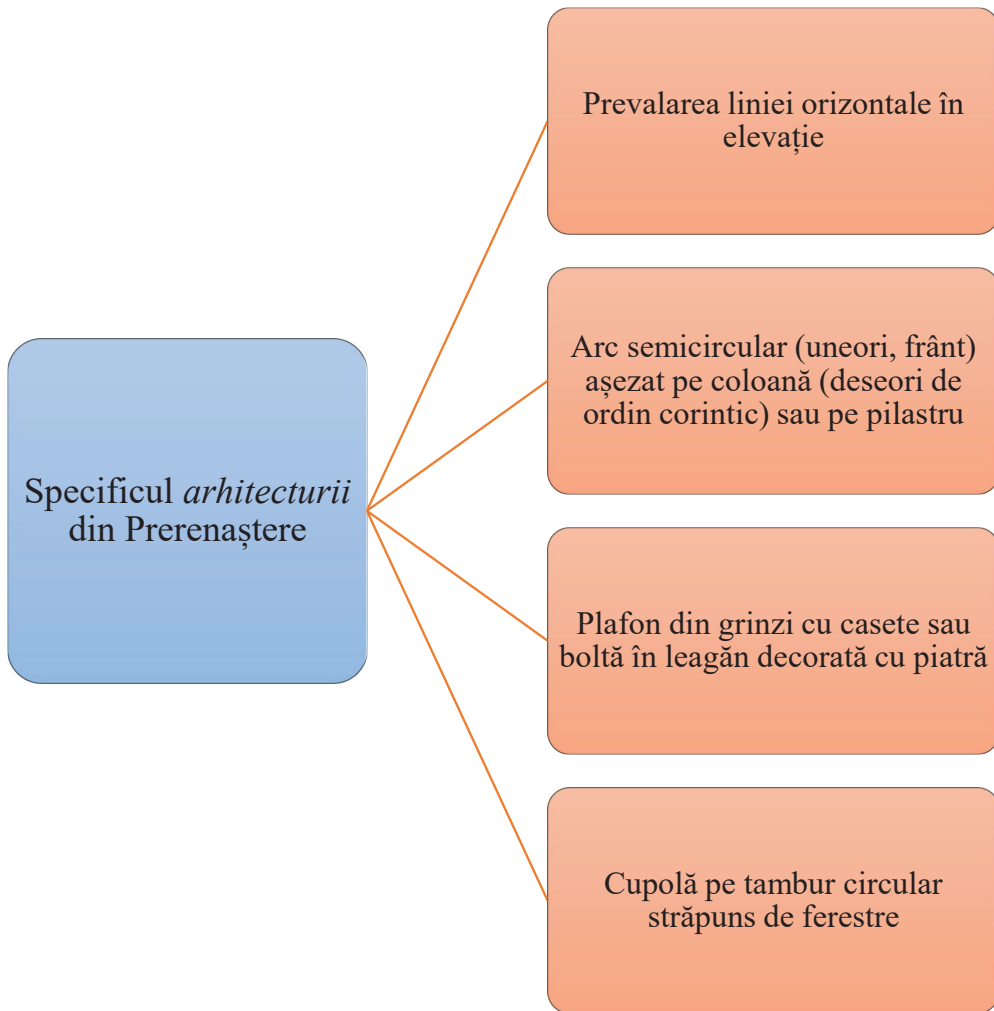 Specificul arhitecturii
din Prerenaștere
Prevalarea liniei orizontale în
elevație
Arc semicircular (uneori, frânt)
așezat pe coloană (deseori de
ordin corintic) sau pe pilastru
Plafon din grinzi cu casete sau
boltă în leagăn decorată cu piatră
Cupolă pe tambur circular
străpuns de ferestre